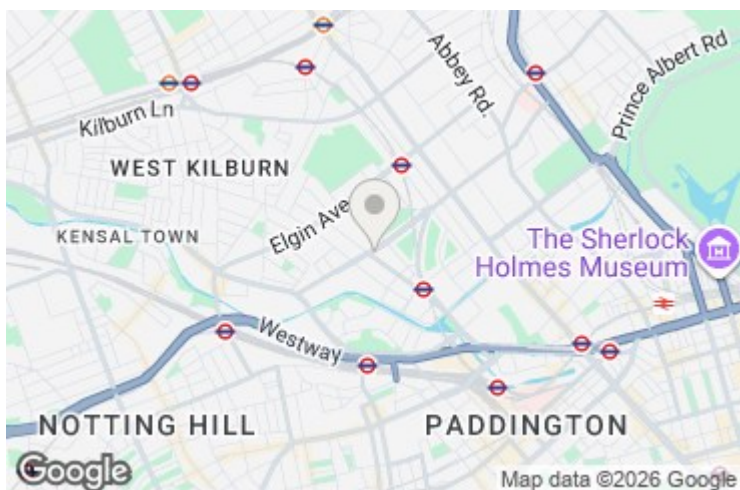 Abbey Rd.
Prince Albert Rd
Kilburn Ln
WEST KILBURN
Elgin Ave
KENSAL TOWN
The Sherlock
Holmes Museum
Westway
NOTTING HILL
PADDINGTON
Google
Map data ©2026 Google